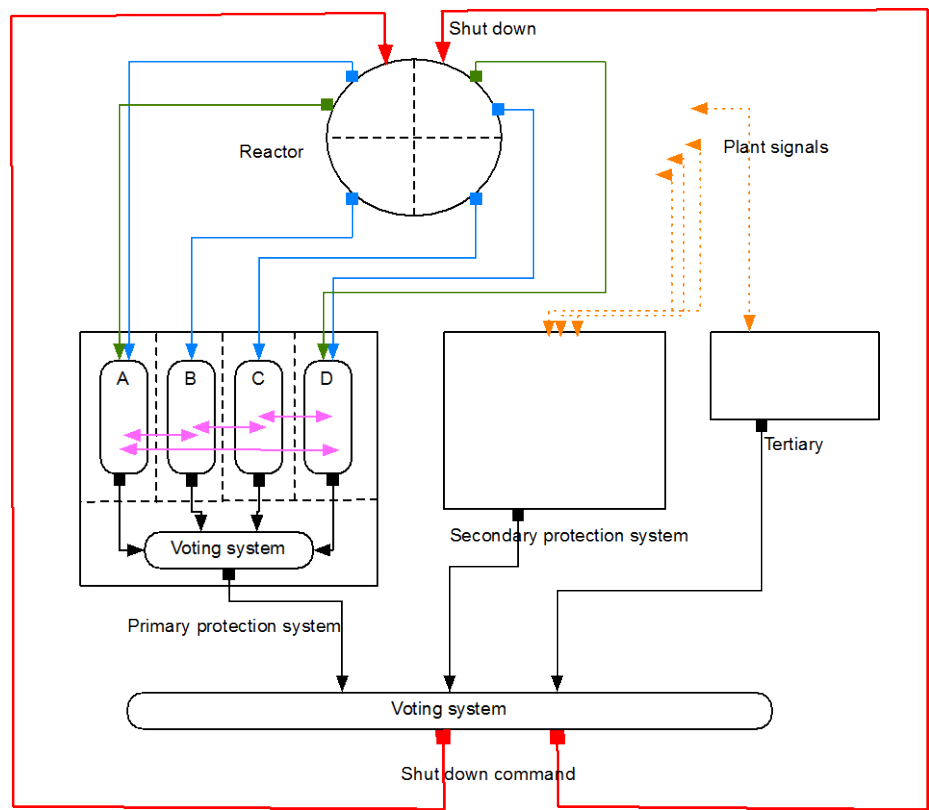 Shut down
Plant signals
Reactor
A
B
C
D
Tertiary
Secondary protection system
Voting system
Primary protection system
Voting system
Shut down command